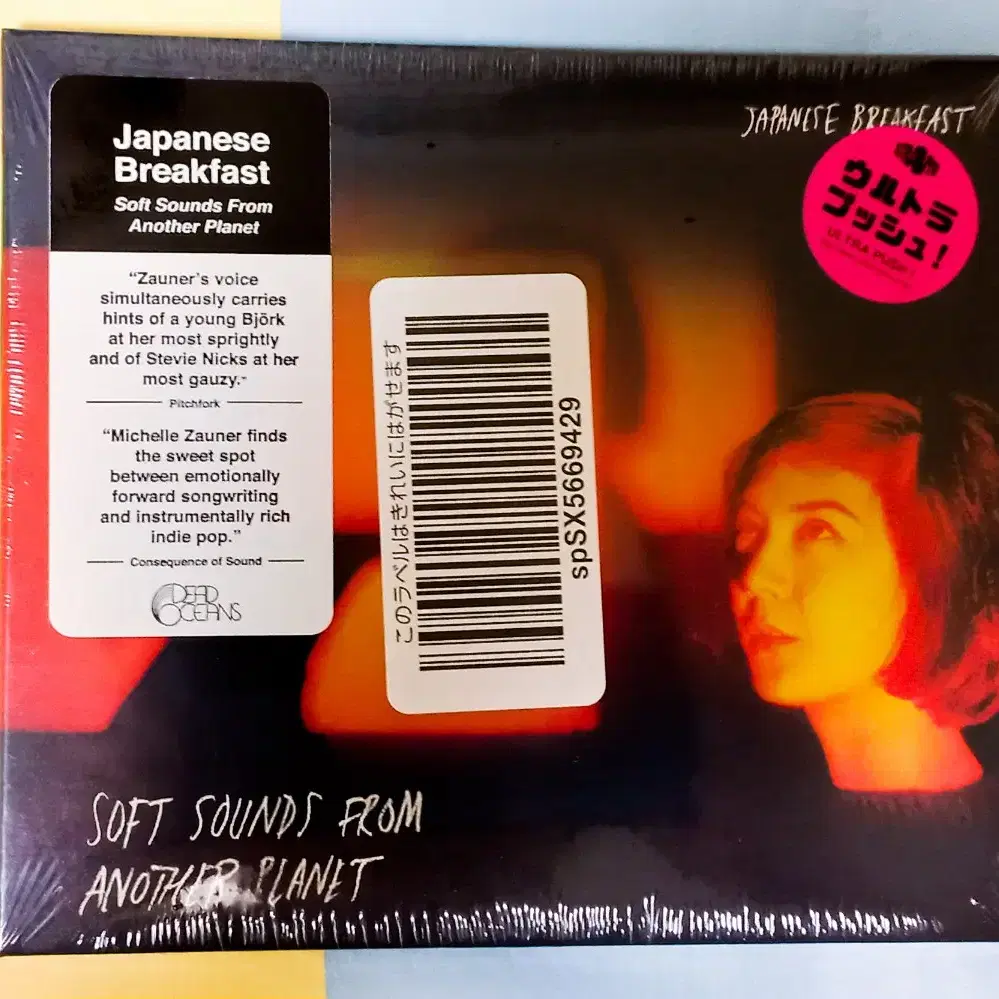 Japanese
Breakfast
Soft Sounds From
Another Planet
“Zauner’s voice
simultaneously carries
hints of a young Björk
at her most sprightly
and of Stevie Nicks at her
most gauzy.”
Pitchfork
“Michelle Zauner finds
the sweet spot
between emotionally
forward songwriting
and instrumentally rich
indie pop.”
Consequence of Sound
DEAD
OCEANS
このラベルはきれいにはがせます
spSX5669429
JAPANESE BREAKFAST
ウルトラ
プッシュ!
ULTRA PUSH!
SOFT SOUNDS FROM
ANOTHER PLANET